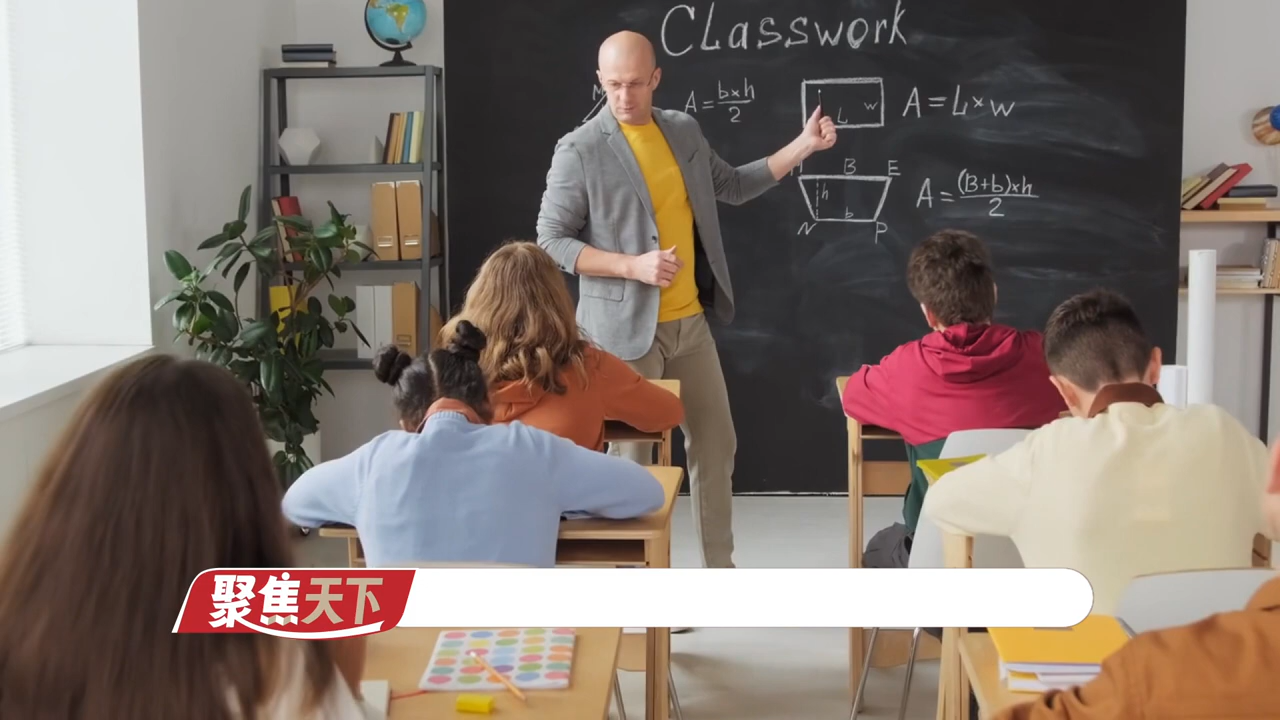 CLasswork
M
A = b×h/2
L
w
A = L×w
B
E
h
b
N
P
A = (B+b)×h/2
聚焦天下